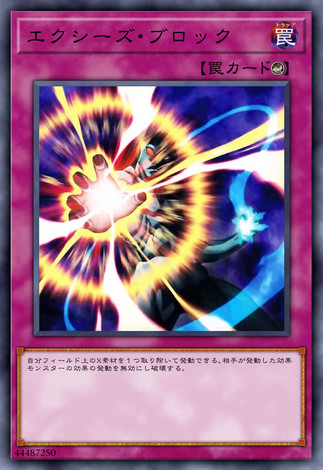 エクシーズ・ブロック
トラップ
罠
【罠カード】
自分フィールド上のX素材を１つ取り除いて発動できる。相手が発動した効果
モンスターの効果の発動を無効にし破壊する。
44487250